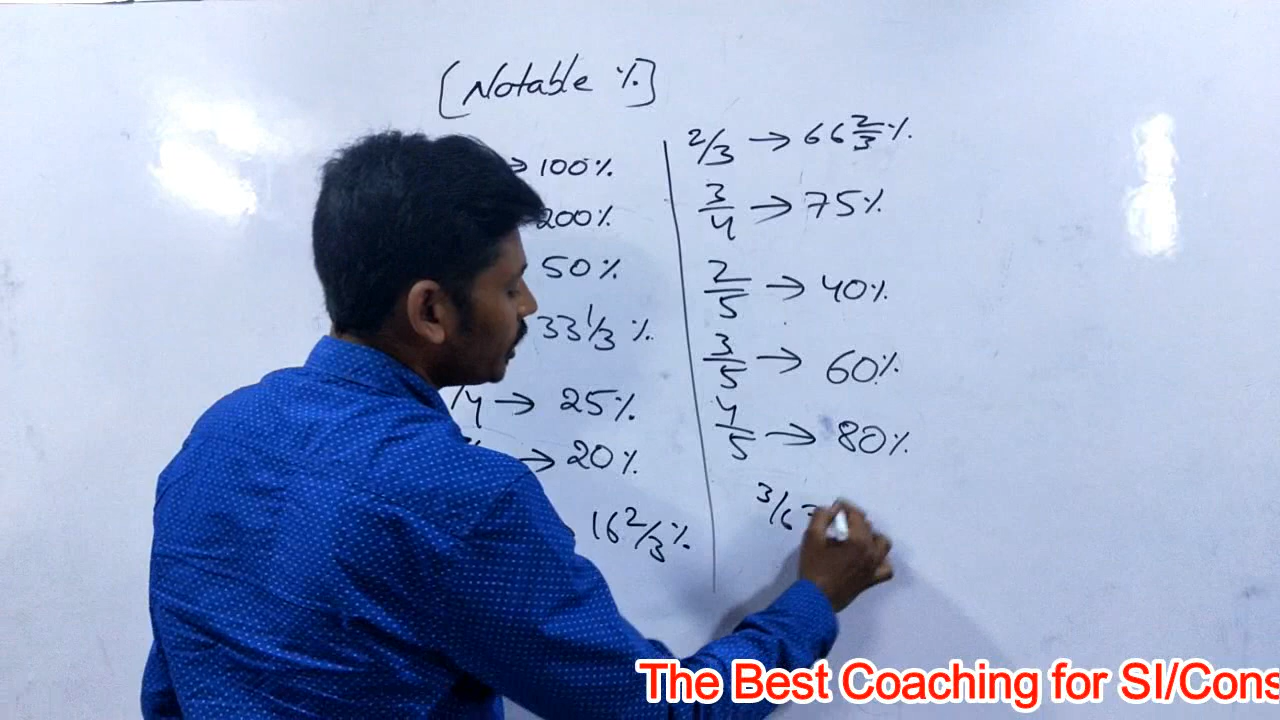 [Notable %]
→ 100%
200%
50%
33 1/3 %
/4 → 25%
→ 20%
16 2/3 %
2/3 → 66 2/3 %
3/4 → 75%
2/5 → 40%
3/5 → 60%
4/5 → 80%
3/6 =
The Best Coaching for SI/Cons